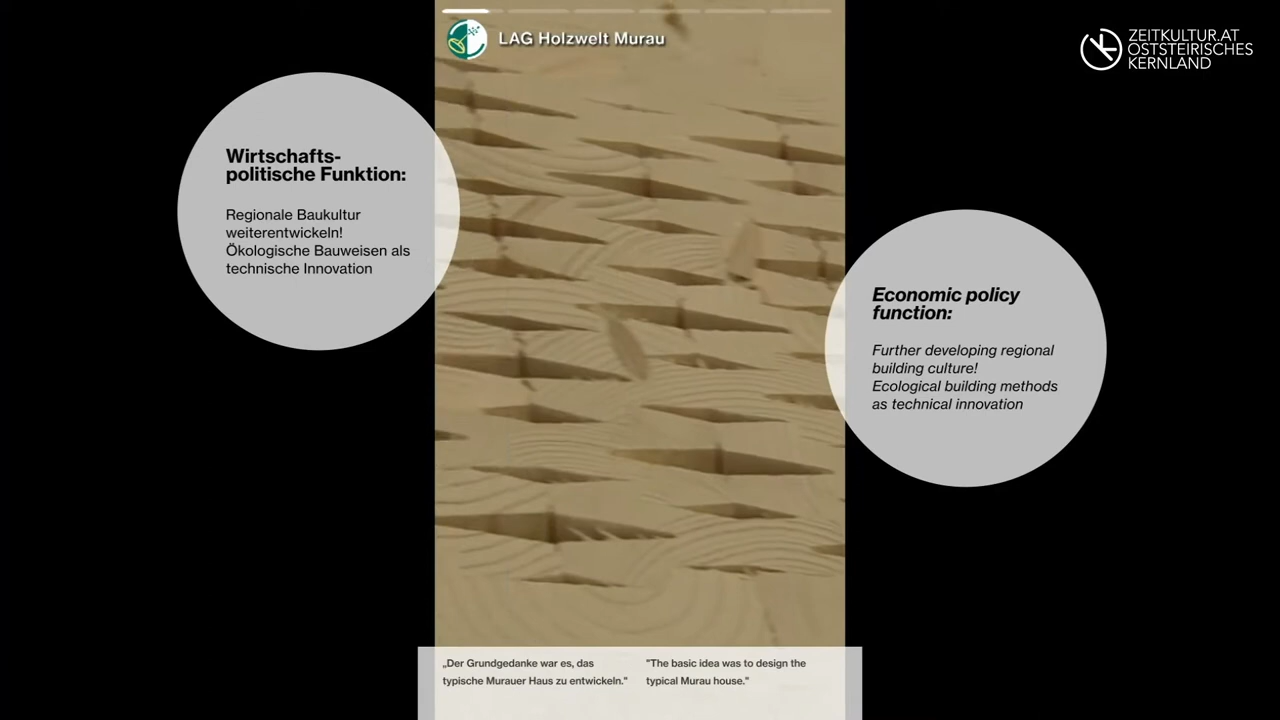 LAG Holzwelt Murau
ZEITKULTUR.AT
OSTSTEIRISCHES
KERNLAND
Wirtschafts-
politische Funktion:
Regionale Baukultur
weiterentwickeln!
Ökologische Bauweisen als
technische Innovation
Economic policy
function:
Further developing regional
building culture!
Ecological building methods
as technical innovation
„Der Grundgedanke war es, das
typische Murauer Haus zu entwickeln."
"The basic idea was to design the
typical Murau house."